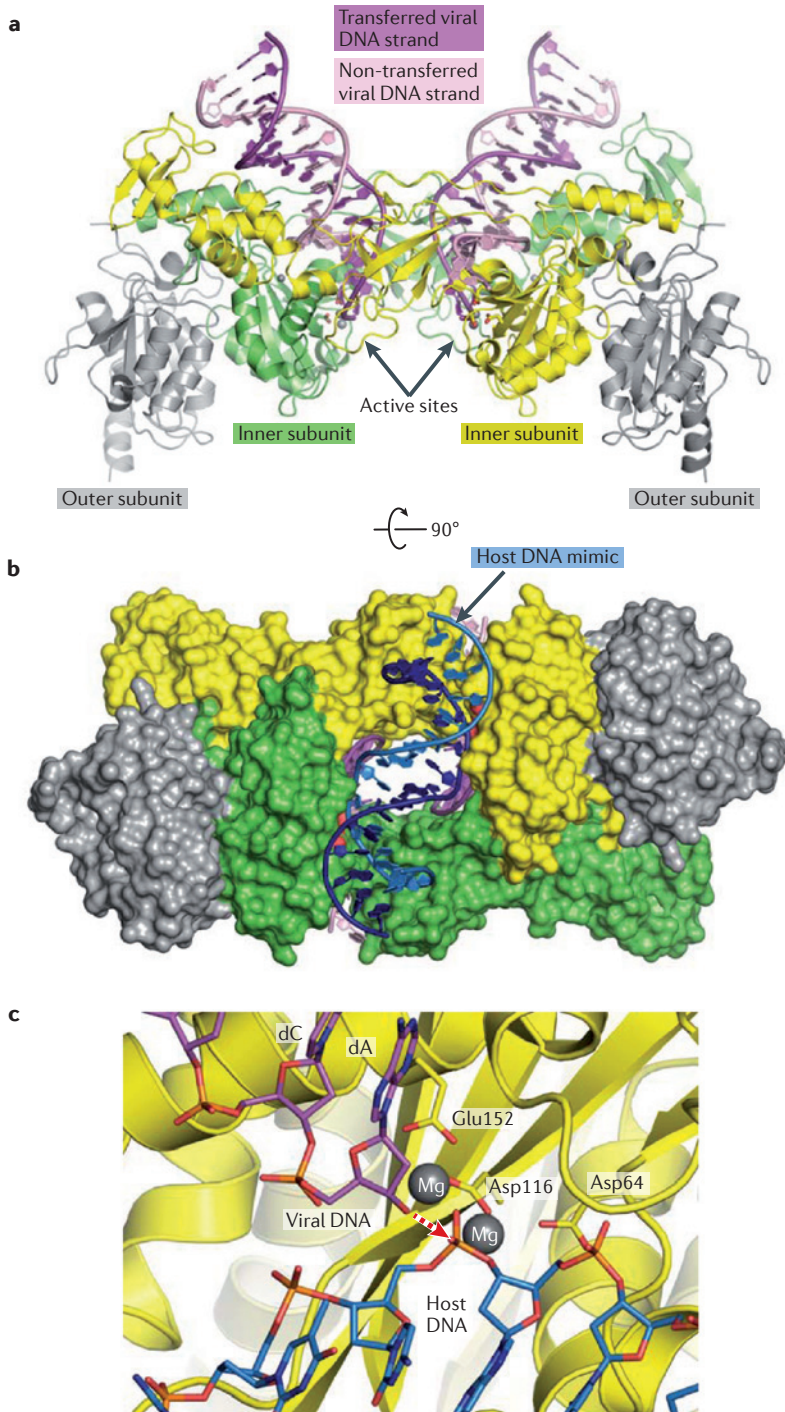 a
Transferred viral
DNA strand
Non-transferred
viral DNA strand
Active sites
Inner subunit
Inner subunit
Outer subunit
Outer subunit
90°
Host DNA mimic
b
c
dC
dA
Glu152
Mg
Asp116
Asp64
Viral DNA
Mg
Host
DNA